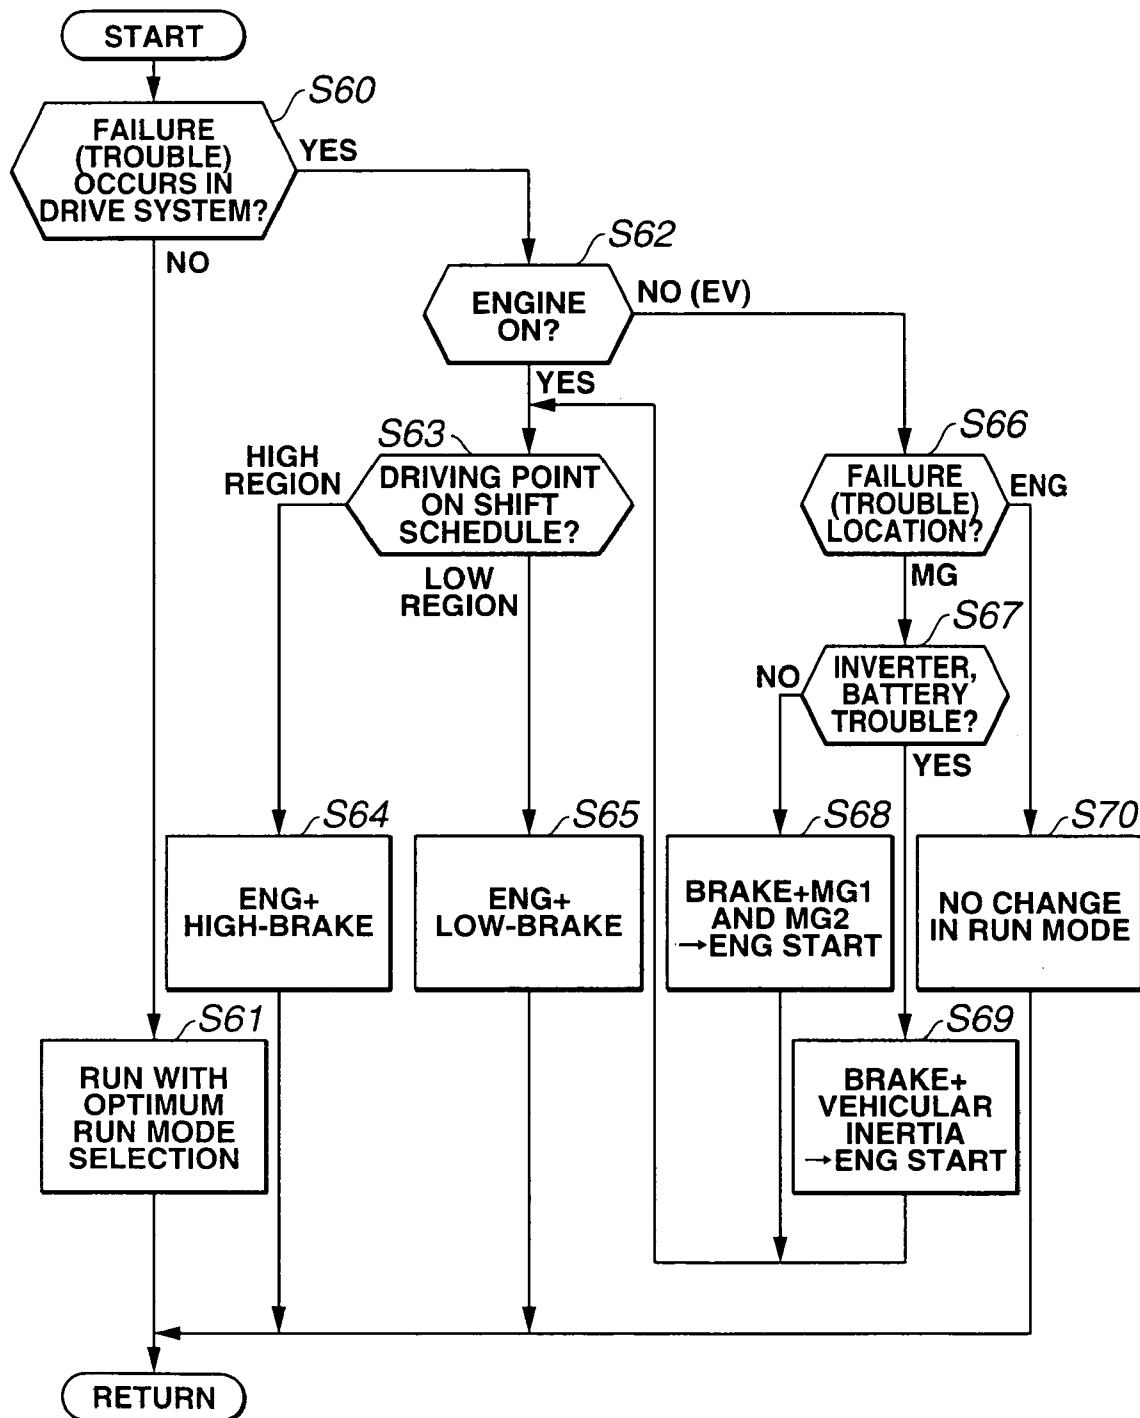 START
S60
FAILURE
(TROUBLE)
OCCURS IN
DRIVE SYSTEM?
YES
NO
S62
ENGINE
ON?
NO (EV)
YES
S63
HIGH
REGION
DRIVING POINT
ON SHIFT
SCHEDULE?
LOW
REGION
S66
FAILURE
(TROUBLE)
LOCATION?
ENG
MG
S67
NO
INVERTER,
BATTERY
TROUBLE?
YES
S64
ENG+
HIGH-BRAKE
S65
ENG+
LOW-BRAKE
S68
BRAKE+MG1
AND MG2
→ENG START
S70
NO CHANGE
IN RUN MODE
S61
RUN WITH
OPTIMUM
RUN MODE
SELECTION
S69
BRAKE+
VEHICULAR
INERTIA
→ENG START
RETURN